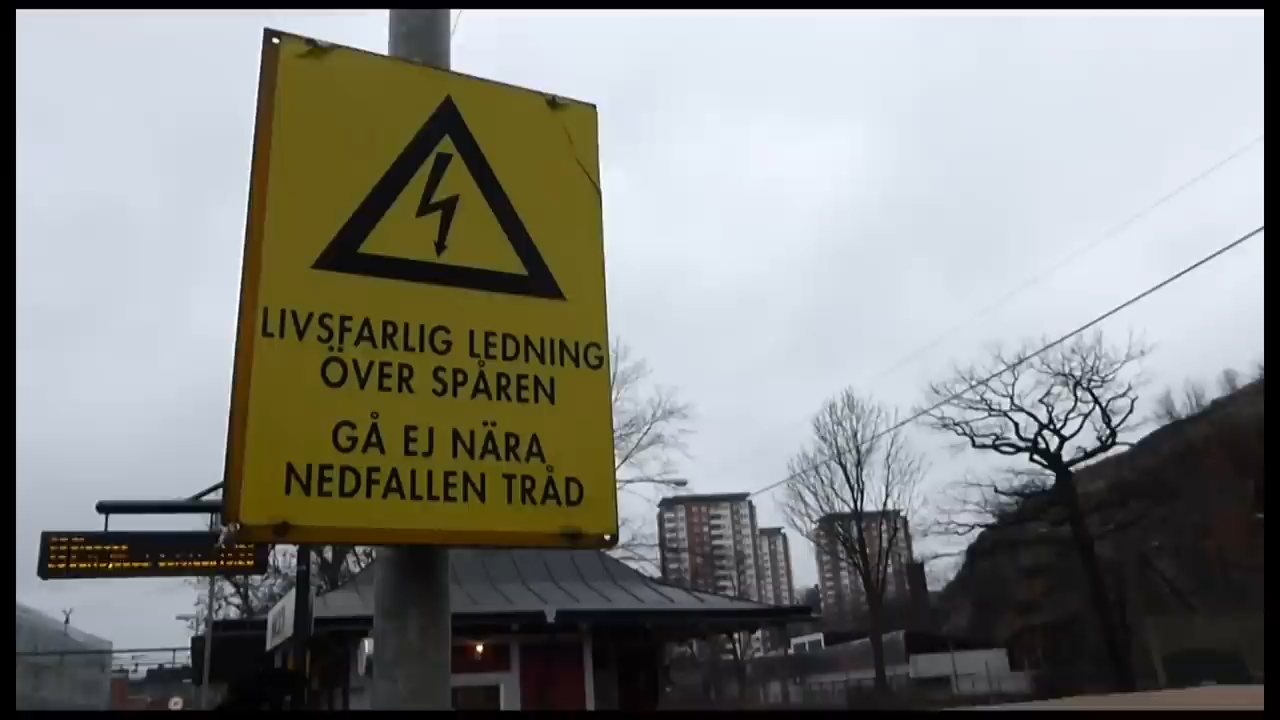 LIVSFARLIG LEDNING
ÖVER SPÅREN
GÅ EJ NÄRA
NEDFALLEN TRÅD